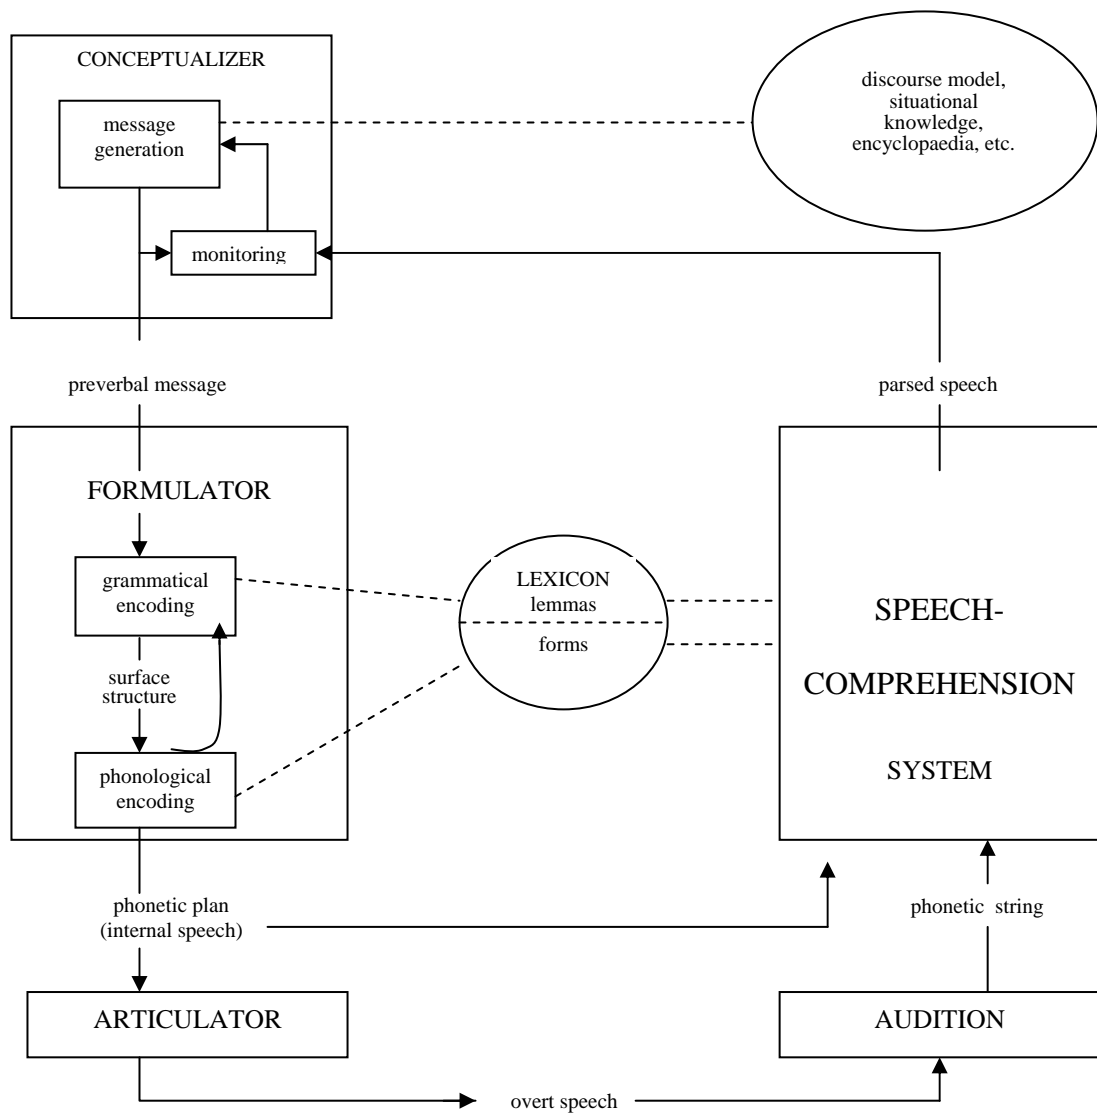 CONCEPTUALIZER
message
generation
monitoring
discourse model,
situational
knowledge,
encyclopaedia, etc.
preverbal message
parsed speech
FORMULATOR
grammatical
encoding
surface
structure
phonological
encoding
LEXICON
lemmas
forms
SPEECH-
COMPREHENSION
SYSTEM
phonetic plan
(internal speech)
phonetic string
ARTICULATOR
AUDITION
overt speech